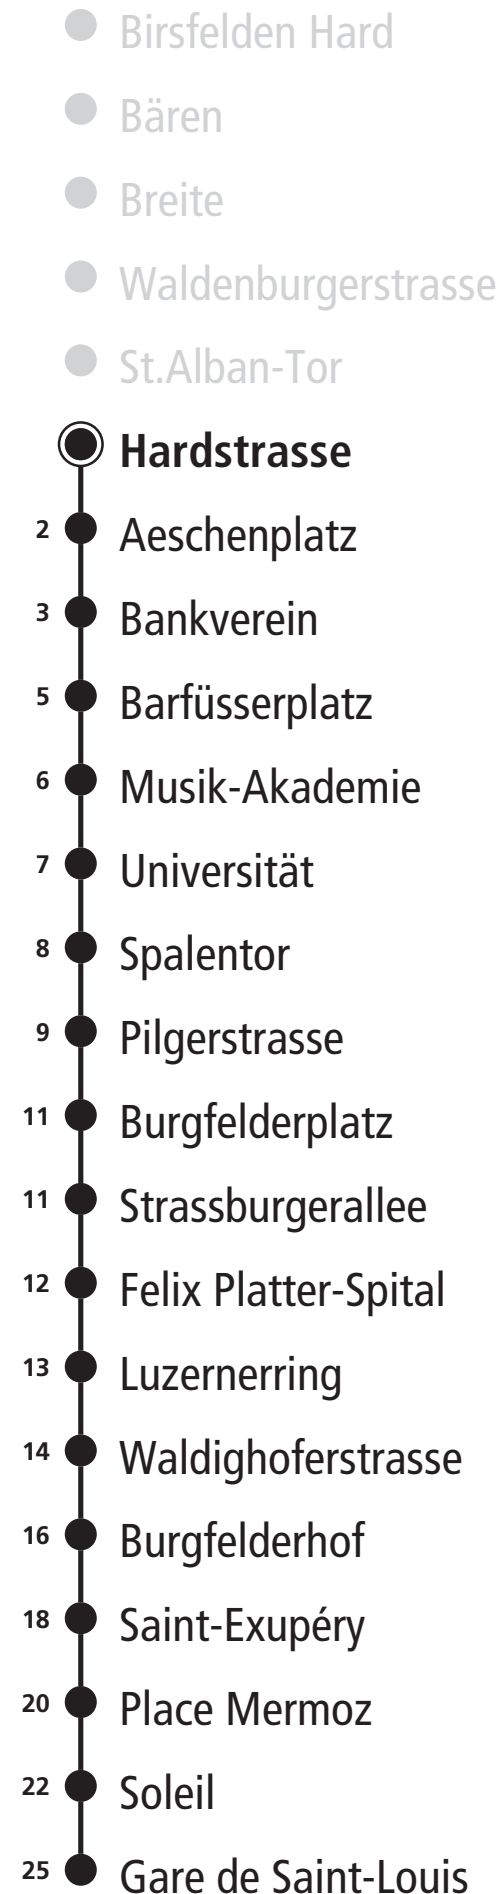 Birsfelden Hard
Bären
Breite
Waldenburgerstrasse
St.Alban-Tor
Hardstrasse
2 Aeschenplatz
3 Bankverein
5 Barfüsserplatz
6 Musik-Akademie
7 Universität
8 Spalentor
9 Pilgerstrasse
11 Burgfelderplatz
11 Strassburgerallee
12 Felix Platter-Spital
13 Luzernerring
14 Waldighoferstrasse
16 Burgfelderhof
18 Saint-Exupéry
20 Place Mermoz
22 Soleil
25 Gare de Saint-Louis